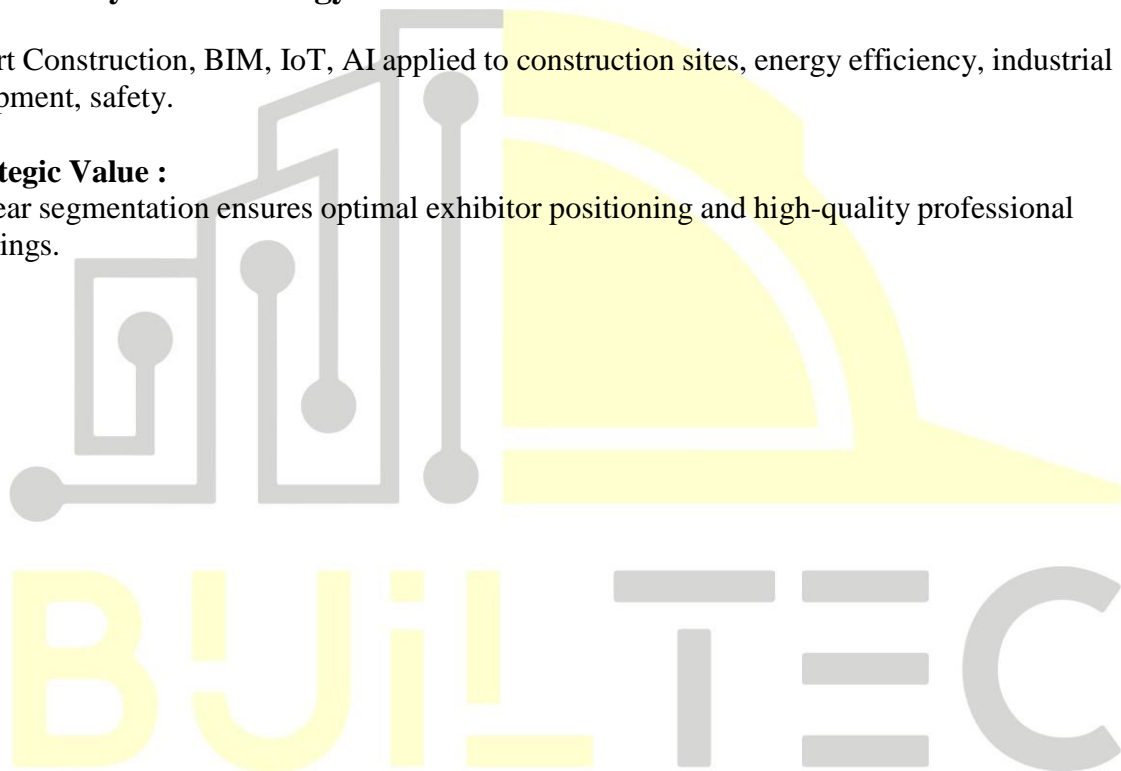 rt Construction, BIM, IoT, AI applied to construction sites, energy efficiency, industrial
pment, safety.
tegic Value :
ear segmentation ensures optimal exhibitor positioning and high-quality professional
ings.
BUiLTEC